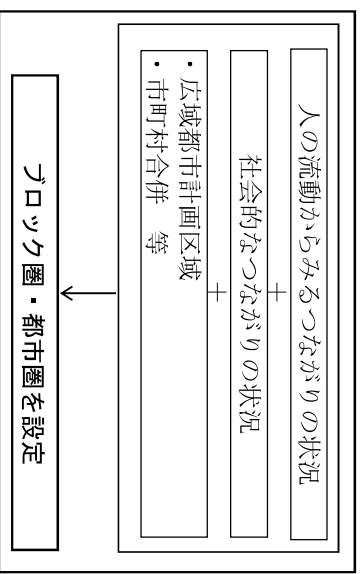 人の流動からみるつながりの状況
＋
社会的なつながりの状況
＋
・広域都市計画区域
・市町村合併　等
ブロック圏・都市圏を設定